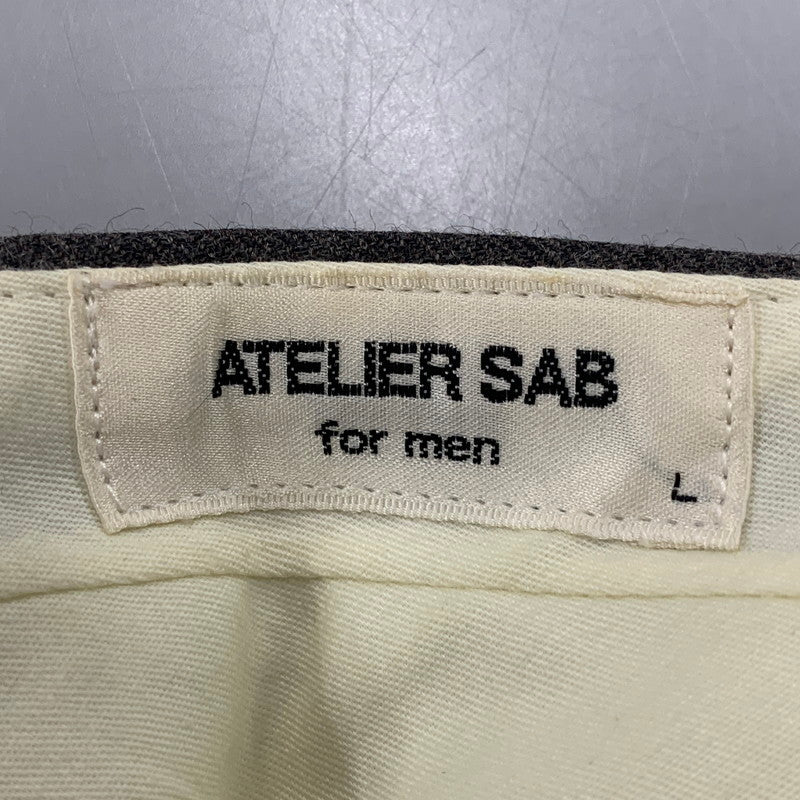 ATELIER SAB
for men
L